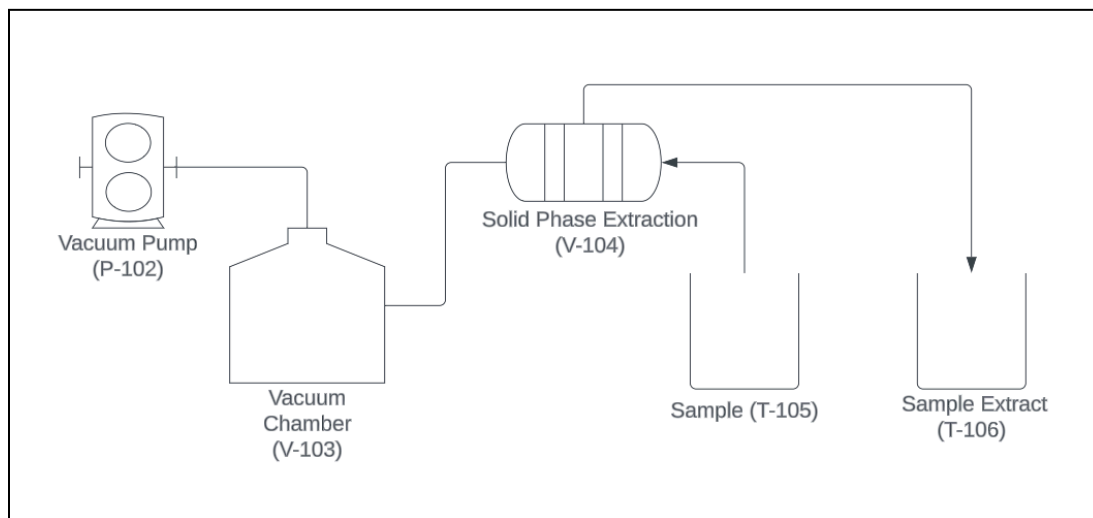 Vacuum Pump
(P-102)
Vacuum
Chamber
(V-103)
Solid Phase Extraction
(V-104)
Sample (T-105)
Sample Extract
(T-106)